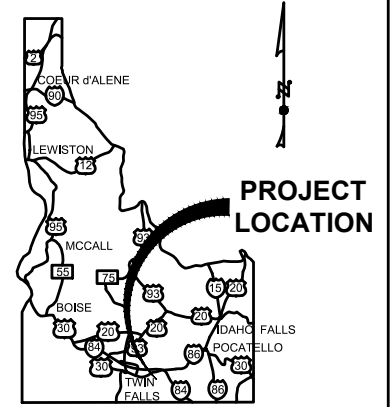 2
COEUR d'ALENE
90
95
LEWISTON
12
N
PROJECT
LOCATION
95
93
MCCALL
55
75
93
15
20
BOISE
30
20
20
20
IDAHO FALLS
84
93
POCATELLO
30
86
30
TWIN
FALLS
84
86